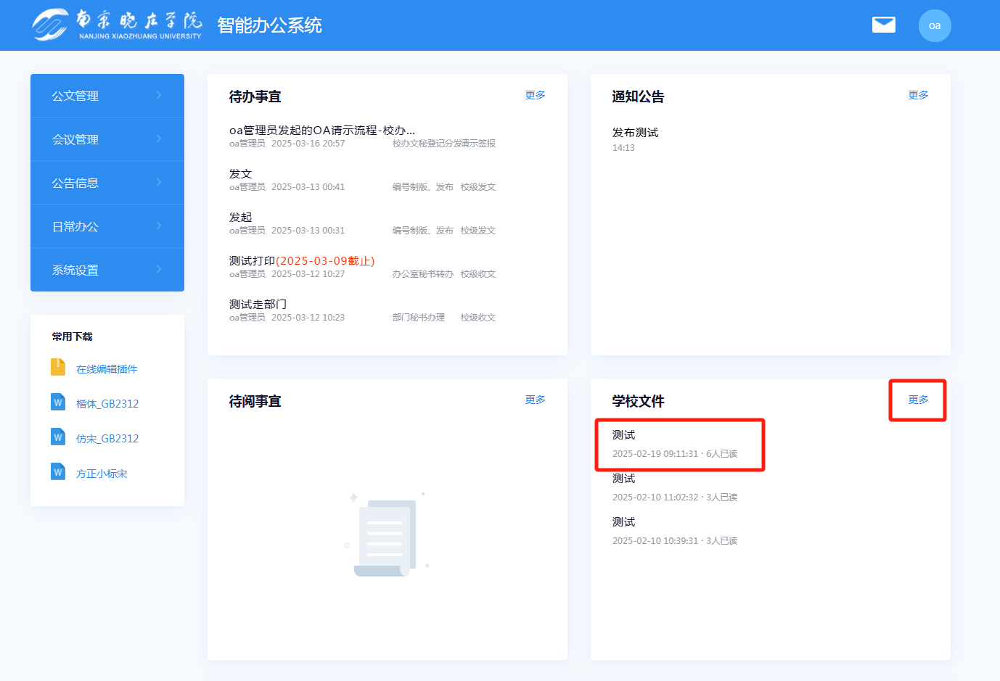 南京晓庄学院
NANJING XIAOZHUANG UNIVERSITY
智能办公系统
oa
公文管理
会议管理
公告信息
日常办公
系统设置
常用下载
在线编辑插件
W 楷体_GB2312
W 仿宋_GB2312
W 方正小标宋
待办事宜 更多
oa管理员发起的OA请示流程-校办...
oa管理员 2025-03-16 20:57 校办文秘登记分发请示签报
发文
oa管理员 2025-03-13 00:41 编号制版、发布 校级发文
发起
oa管理员 2025-03-13 00:31 编号制版、发布 校级发文
测试打印(2025-03-09截止)
oa管理员 2025-03-12 10:27 办公室秘书转办 校级收文
测试走部门
oa管理员 2025-03-12 10:23 部门秘书办理 校级收文
通知公告 更多
发布测试
14:13
待阅事宜 更多
学校文件 更多
测试
2025-02-19 09:11:31 · 6人已读
测试
2025-02-10 11:02:32 · 3人已读
测试
2025-02-10 10:39:31 · 3人已读